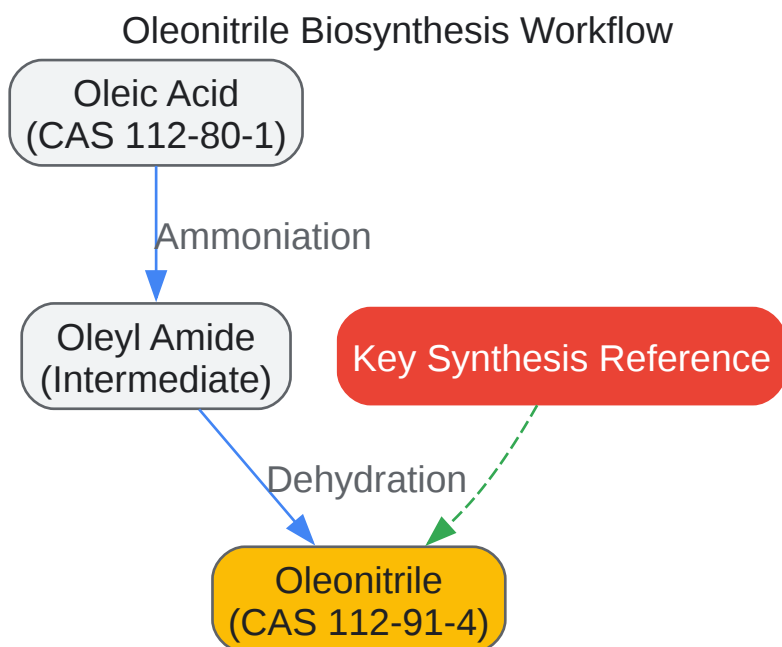 Oleonitrile Biosynthesis Workflow
Oleic Acid
(CAS 112-80-1)
Ammoniation
Oleyl Amide
(Intermediate)
Key Synthesis Reference
Dehydration
Oleonitrile
(CAS 112-91-4)